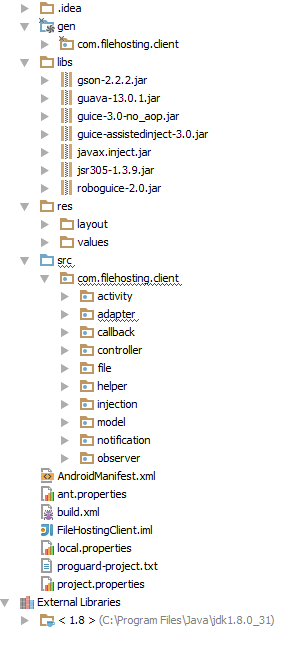 .idea
gen
com.filehosting.client
libs
gson-2.2.2.jar
guava-13.0.1.jar
guice-3.0-no_aop.jar
guice-assistedinject-3.0.jar
javax.inject.jar
jsr305-1.3.9.jar
roboguice-2.0.jar
res
layout
values
src
com.filehosting.client
activity
adapter
callback
controller
file
helper
injection
model
notification
observer
AndroidManifest.xml
ant.properties
build.xml
FileHostingClient.iml
local.properties
proguard-project.txt
project.properties
External Libraries
< 1.8 > (C:\Program Files\Java\jdk1.8.0_31)